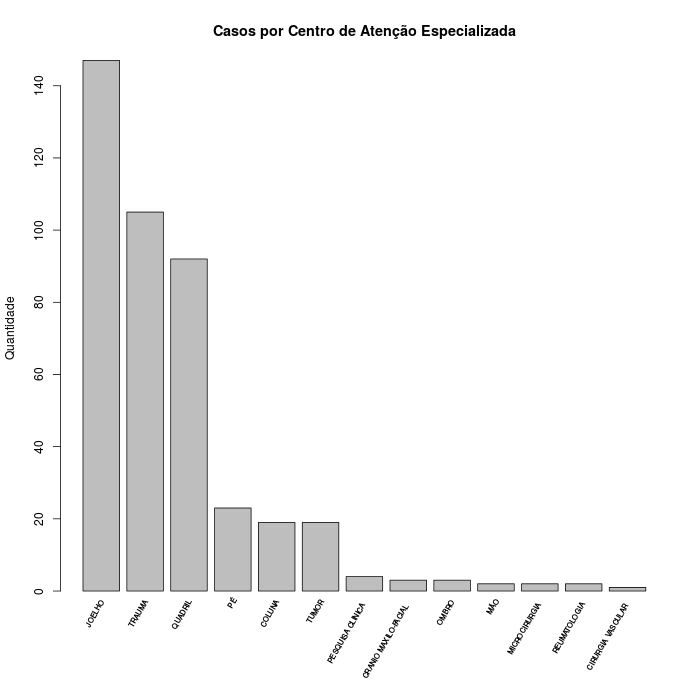 Casos por Centro de Atenção Especializada
Quantidade
140
120
100
80
60
40
20
0
JOELHO
TRAUMA
QUADRIL
PÉ
COLUNA
TUMOR
PESQUISA CLINICA
CRANIO MAXILO-FACIAL
OMBRO
MÃO
MICROCIRURGIA
REUMATOLOGIA
CIRURGIA VASCULAR